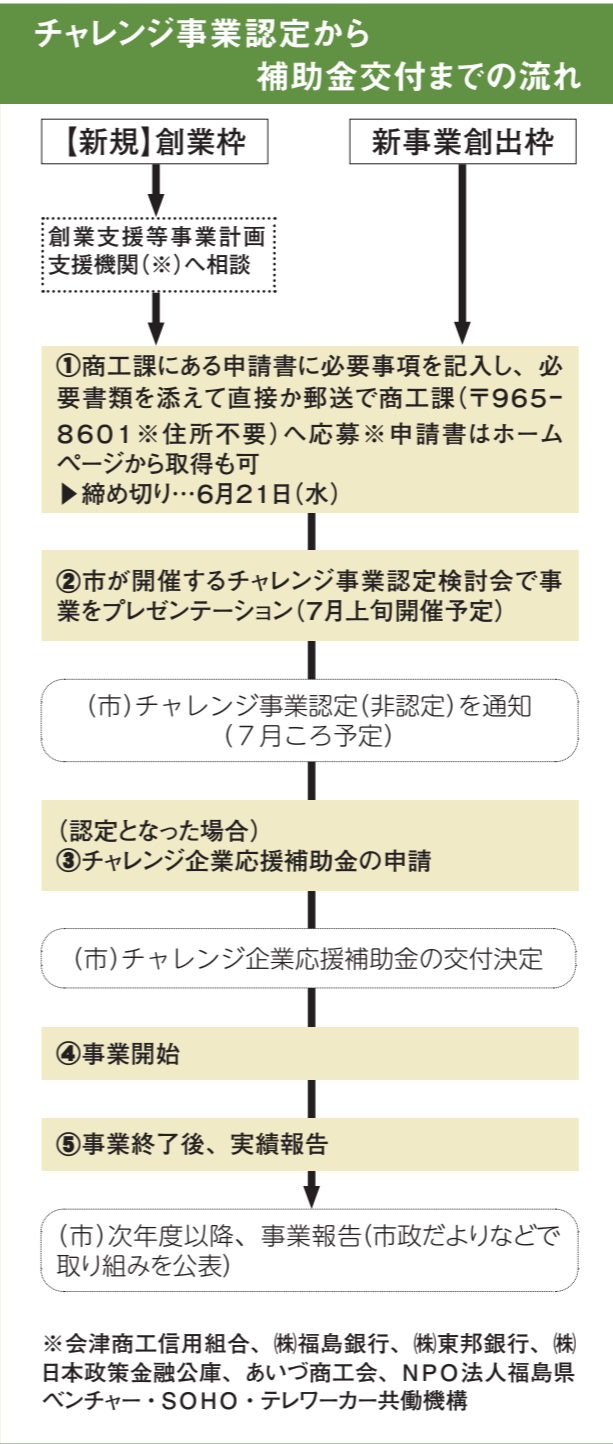 チャレンジ事業認定から
補助金交付までの流れ
【新規】創業枠
新事業創出枠
創業支援等事業計画
支援機関(※)へ相談
①商工課にある申請書に必要事項を記入し、必
要書類を添えて直接か郵送で商工課(〒965-
8601※住所不要)へ応募※申請書はホーム
ページから取得も可
▶締め切り…6月21日(水)
②市が開催するチャレンジ事業認定検討会で事
業をプレゼンテーション(7月上旬開催予定)
(市)チャレンジ事業認定(非認定)を通知
(7月ころ予定)
(認定となった場合)
③チャレンジ企業応援補助金の申請
(市)チャレンジ企業応援補助金の交付決定
④事業開始
⑤事業終了後、実績報告
(市)次年度以降、事業報告(市政だよりなどで
取り組みを公表)
※会津商工信用組合、㈱福島銀行、㈱東邦銀行、㈱
日本政策金融公庫、あいづ商工会、NPO法人福島県
ベンチャー・SOHO・テレワーカー共働機構